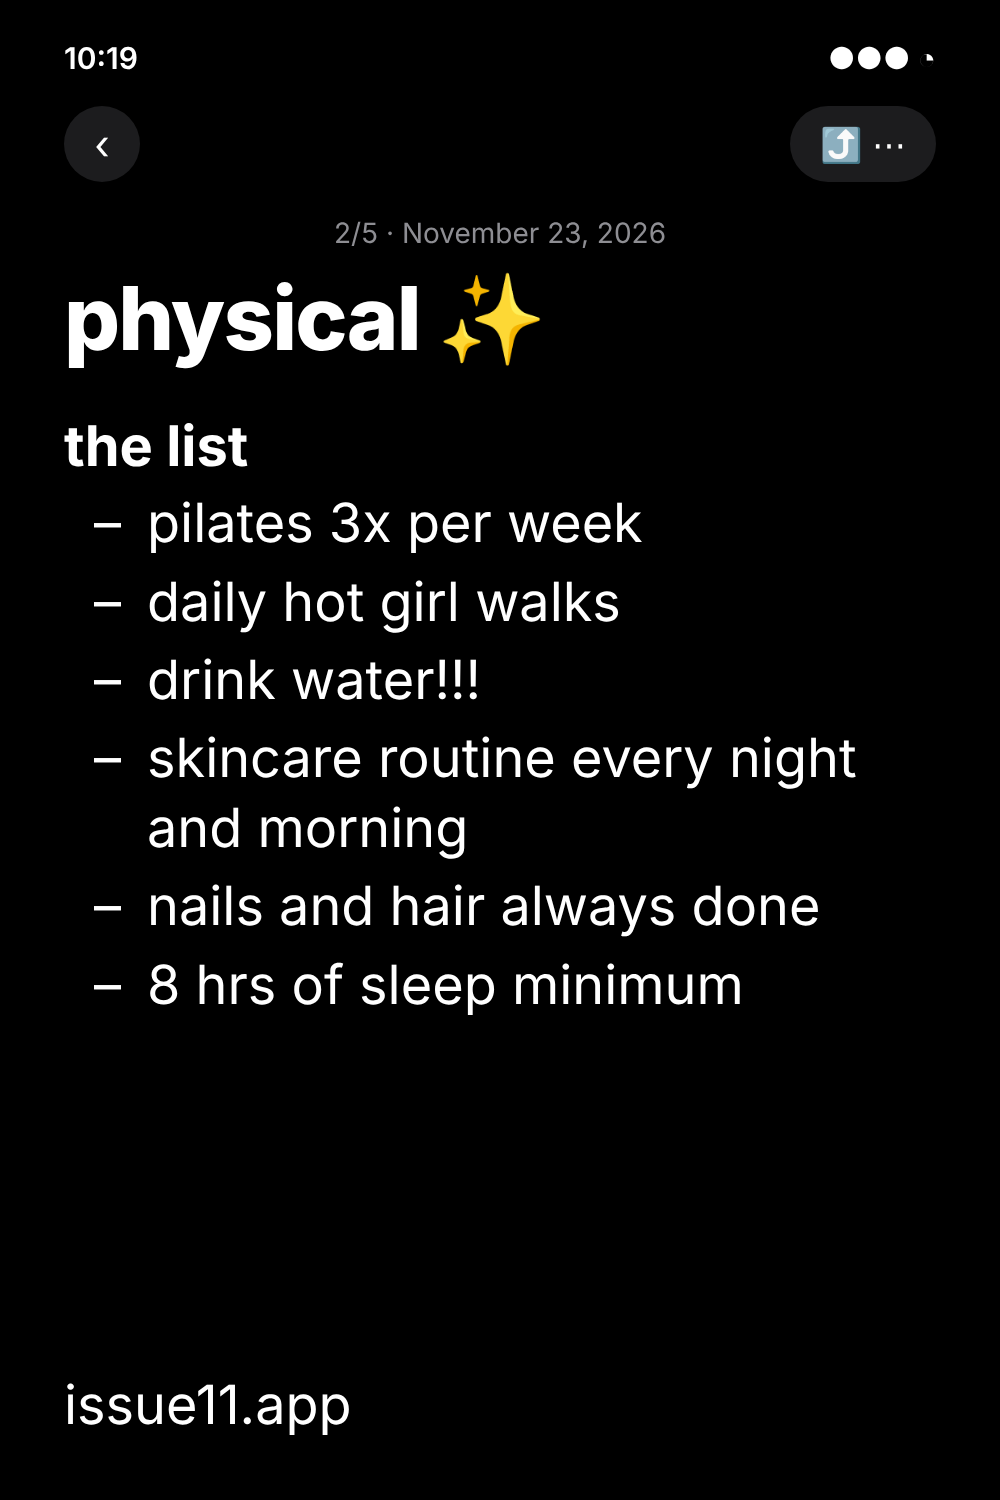 10:19
‹
⤴️ ···
2/5 · November 23, 2026
physical ✨
the list
– pilates 3x per week
– daily hot girl walks
– drink water!!!
– skincare routine every night
and morning
– nails and hair always done
– 8 hrs of sleep minimum
issue11.app